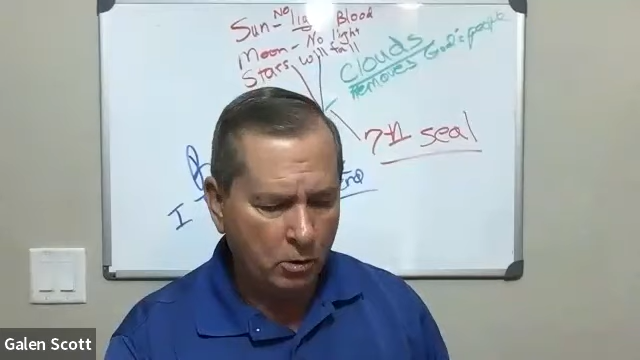 Sun - No light Blood
Moon - No light
Stars will fall
Clouds
Removes God's people
7th seal
I
Galen Scott